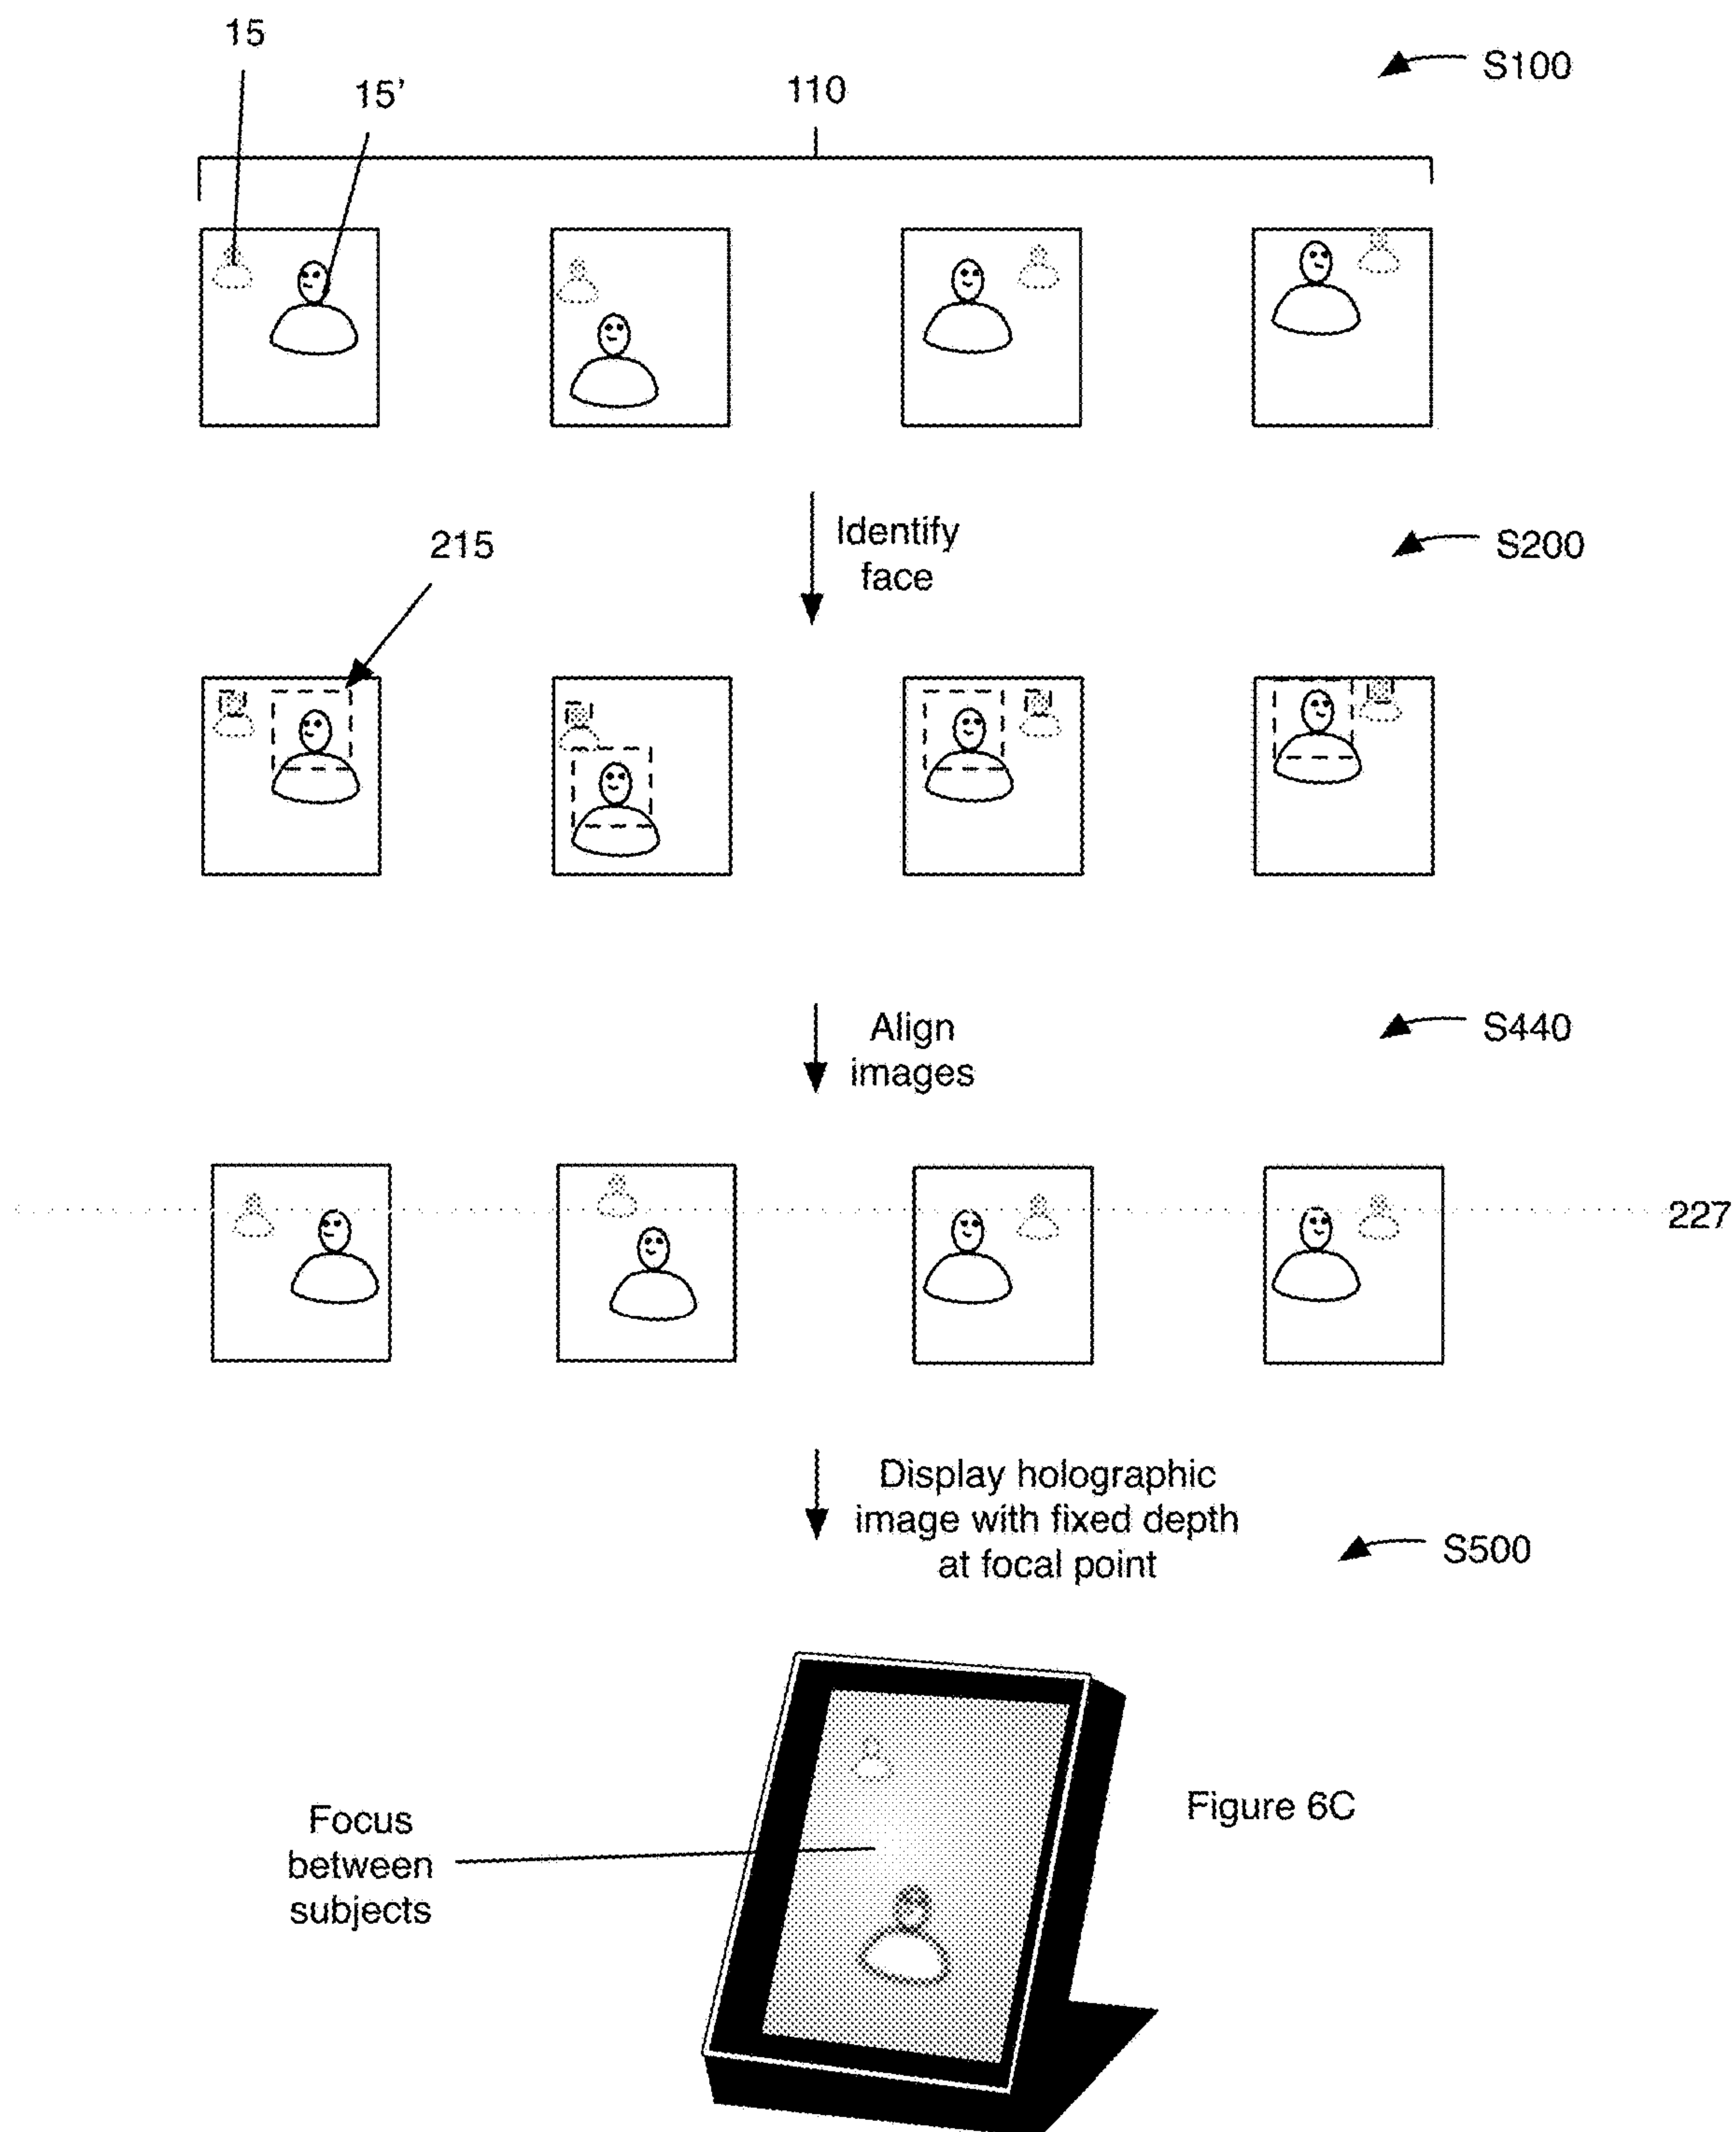 15
15’
110
S100
Identify
face
215
S200
Align
images
S440
227
Display holographic
image with fixed depth
at focal point
S500
Focus
between
subjects
Figure 6C